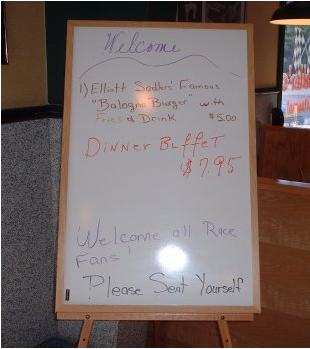 Welcome
1) Elliott Sadlers' Famous
"Bologna Burger" with
Fries & Drink $5.00
Dinner Buffet
$7.95
Welcome all Race
Fans!
Please Seat Yourself